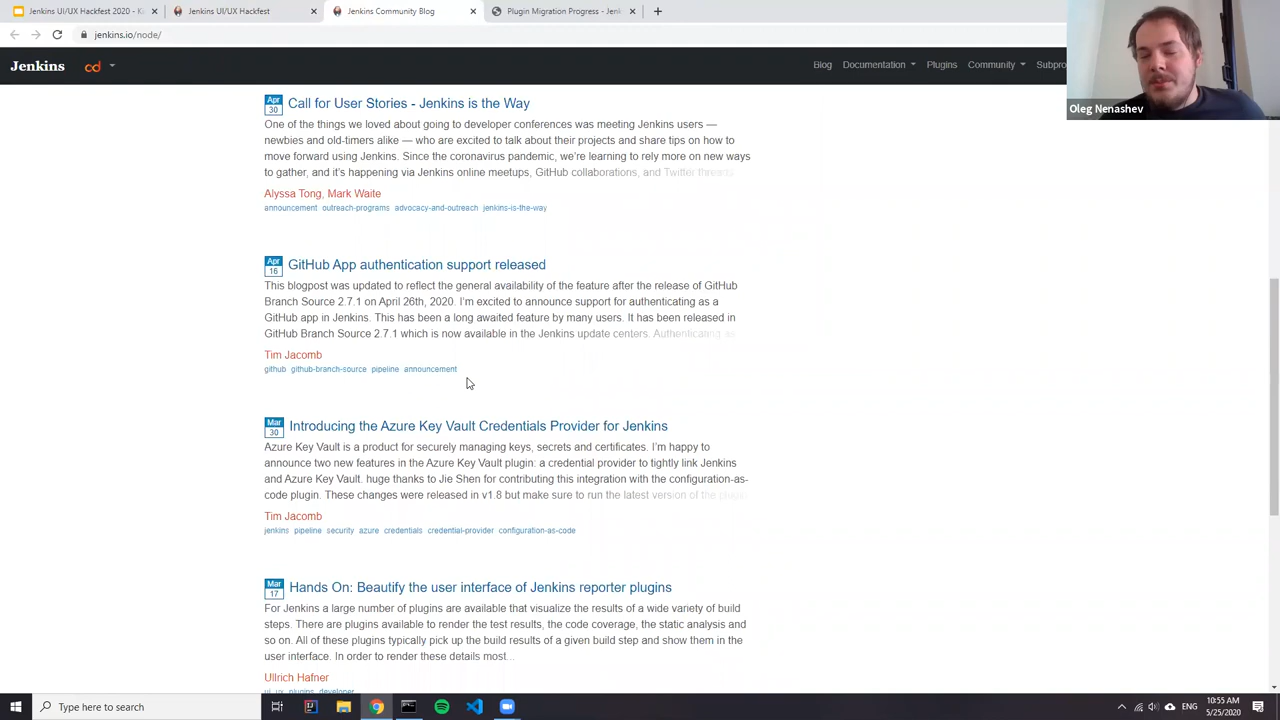 Jenkins UI/UX Hackfest 2020 -
Jenkins UI/UX Hackfest
Jenkins Community Blog
Plugin Migration Progress - Jenk
jenkins.io/node/
Jenkins
cd
Blog
Documentation
Plugins
Community
Subpro
Oleg Nenashev
Apr
30
Call for User Stories - Jenkins is the Way
One of the things we loved about going to developer conferences was meeting Jenkins users —
newbies and old-timers alike — who are excited to talk about their projects and share tips on how to
move forward using Jenkins. Since the coronavirus pandemic, we're learning to rely more on new ways
to gather, and it's happening via Jenkins online meetups, GitHub collaborations, and Twitter threads
Alyssa Tong, Mark Waite
announcement outreach-programs advocacy-and-outreach jenkins-is-the-way
Apr
16
GitHub App authentication support released
This blogpost was updated to reflect the general availability of the feature after the release of GitHub
Branch Source 2.7.1 on April 26th, 2020. I'm excited to announce support for authenticating as a
GitHub app in Jenkins. This has been a long awaited feature by many users. It has been released in
GitHub Branch Source 2.7.1 which is now available in the Jenkins update centers. Authenticating as
Tim Jacomb
github github-branch-source pipeline announcement
Mar
30
Introducing the Azure Key Vault Credentials Provider for Jenkins
Azure Key Vault is a product for securely managing keys, secrets and certificates. I'm happy to
announce two new features in the Azure Key Vault plugin: a credential provider to tightly link Jenkins
and Azure Key Vault. huge thanks to Jie Shen for contributing this integration with the configuration-as-
code plugin. These changes were released in v1.8 but make sure to run the latest version of the
Tim Jacomb
jenkins pipeline security azure credentials credential-provider configuration-as-code
Mar
17
Hands On: Beautify the user interface of Jenkins reporter plugins
For Jenkins a large number of plugins are available that visualize the results of a wide variety of build
steps. There are plugins available to render the test results, the code coverage, the static analysis and
so on. All of these plugins typically pick up the build results of a given build step and show them in the
user interface. In order to render these details most...
Ullrich Hafner
ui ux plugins developer
Type here to search
ENG
10:55 AM
5/25/2020